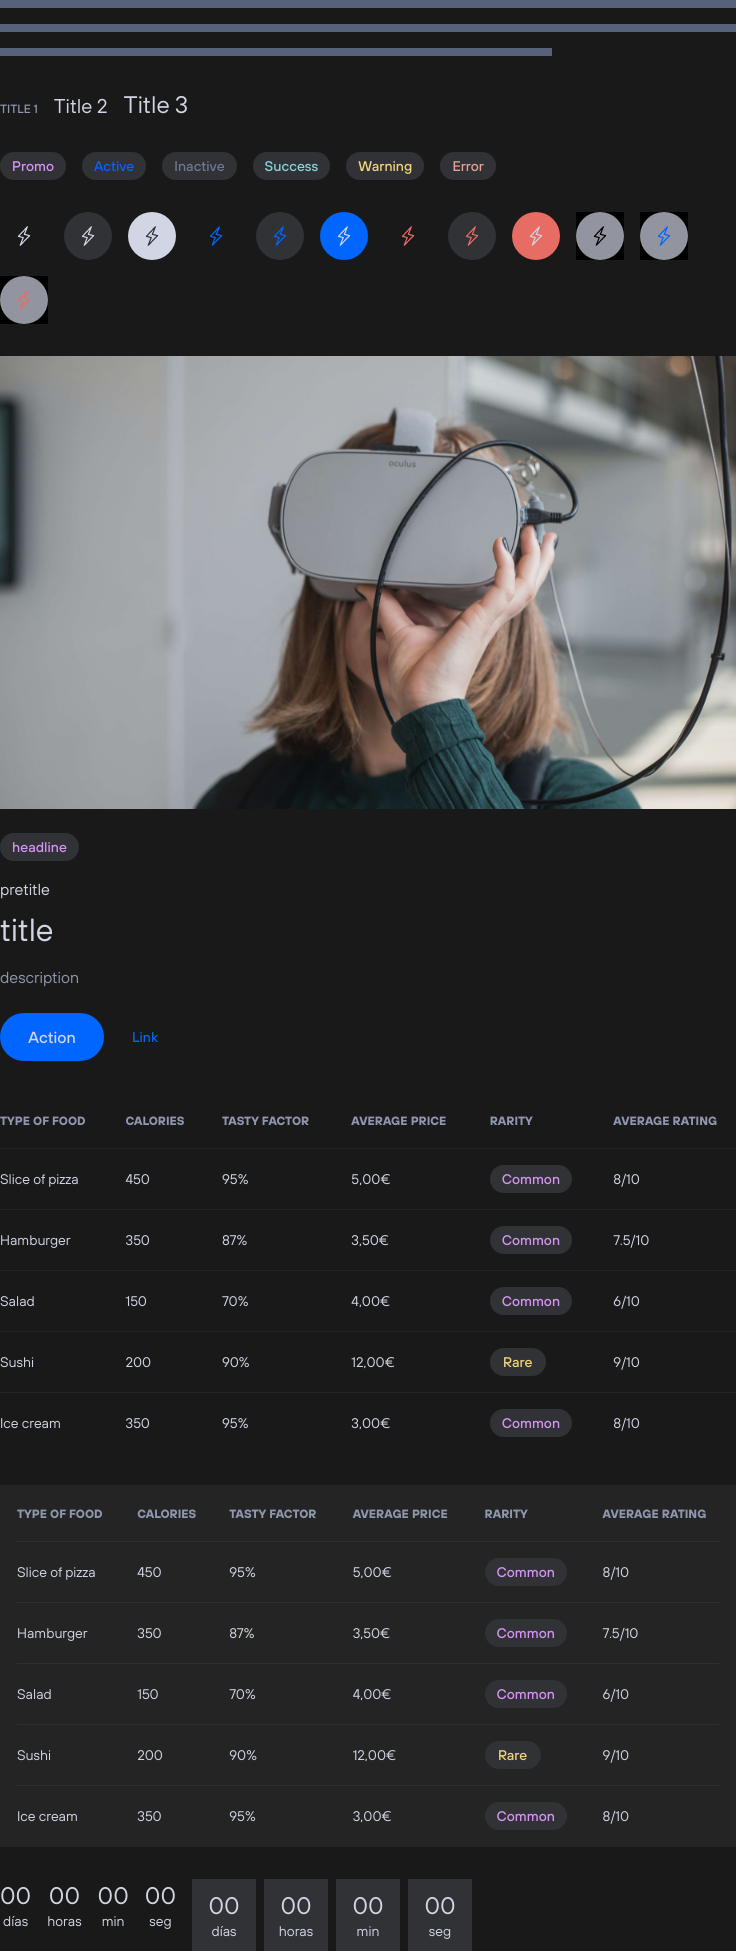 TITLE 1 Title 2 Title 3
Promo Active Inactive Success Warning Error
oculus
headline
pretitle
title
description
Action Link
TYPE OF FOOD CALORIES TASTY FACTOR AVERAGE PRICE RARITY AVERAGE RATING
Slice of pizza 450 95% 5,00€ Common 8/10
Hamburger 350 87% 3,50€ Common 7.5/10
Salad 150 70% 4,00€ Common 6/10
Sushi 200 90% 12,00€ Rare 9/10
Ice cream 350 95% 3,00€ Common 8/10
TYPE OF FOOD CALORIES TASTY FACTOR AVERAGE PRICE RARITY AVERAGE RATING
Slice of pizza 450 95% 5,00€ Common 8/10
Hamburger 350 87% 3,50€ Common 7.5/10
Salad 150 70% 4,00€ Common 6/10
Sushi 200 90% 12,00€ Rare 9/10
Ice cream 350 95% 3,00€ Common 8/10
00 00 00 00 00 00 00 00
días horas min seg días horas min seg